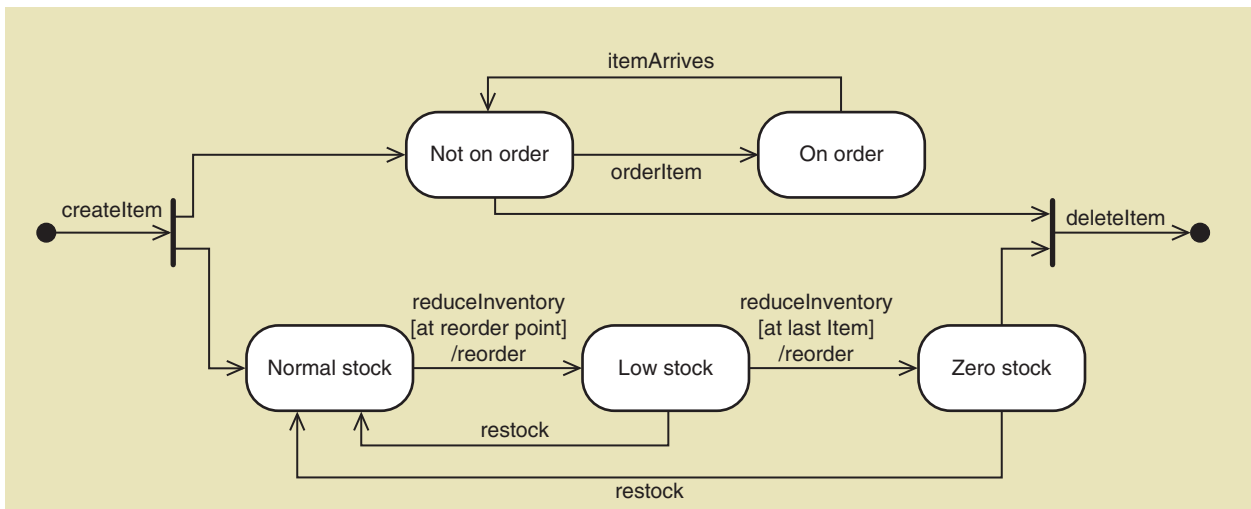 itemArrives
Not on order
On order
orderItem
createItem
deleteItem
reduceInventory
[at reorder point]
/reorder
reduceInventory
[at last Item]
/reorder
Normal stock
Low stock
Zero stock
restock
restock